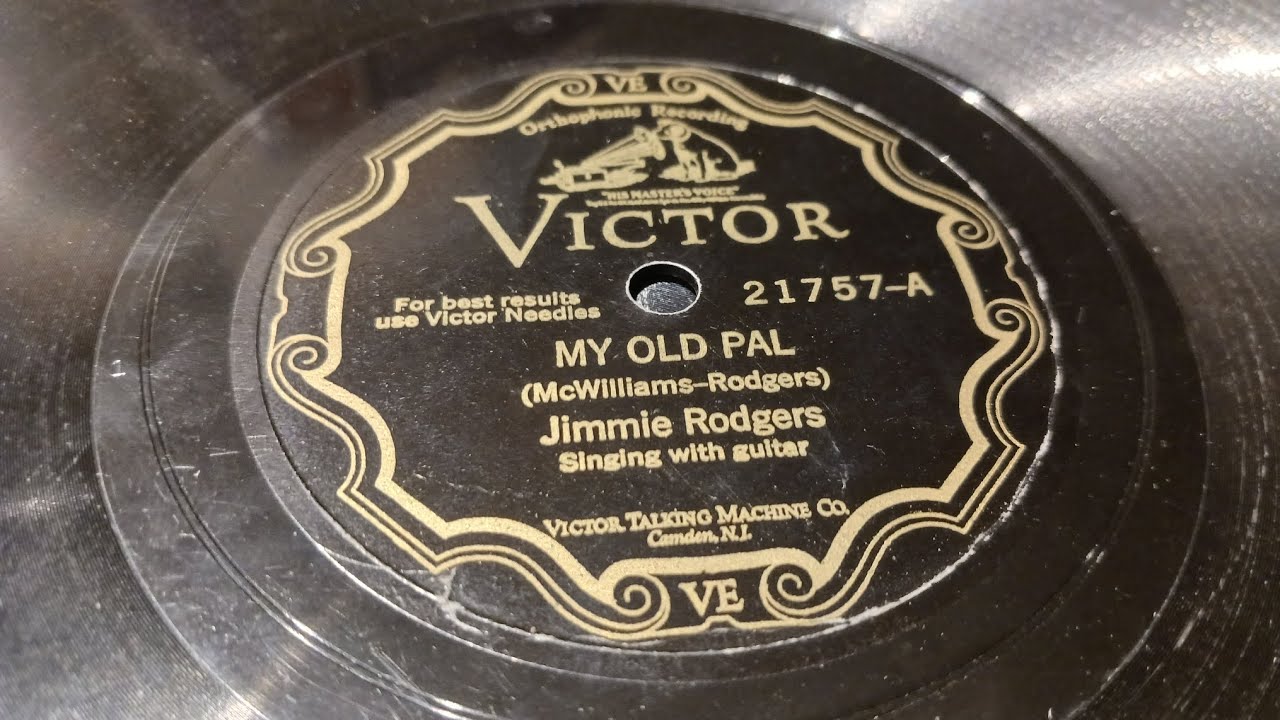 VE
Orthophonic Recording
"HIS MASTER'S VOICE"
VICTOR
For best results
use Victor Needles
21757-A
MY OLD PAL
(McWilliams-Rodgers)
Jimmie Rodgers
Singing with guitar
VICTOR TALKING MACHINE CO.
Camden, N.J.
VE